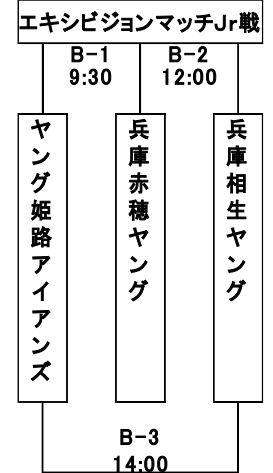 エキシビジョンマッチJr戦
B-1
9:30
B-2
12:00
ヤング姫路アイアンズ
兵庫赤穂ヤング
兵庫相生ヤング
B-3
14:00